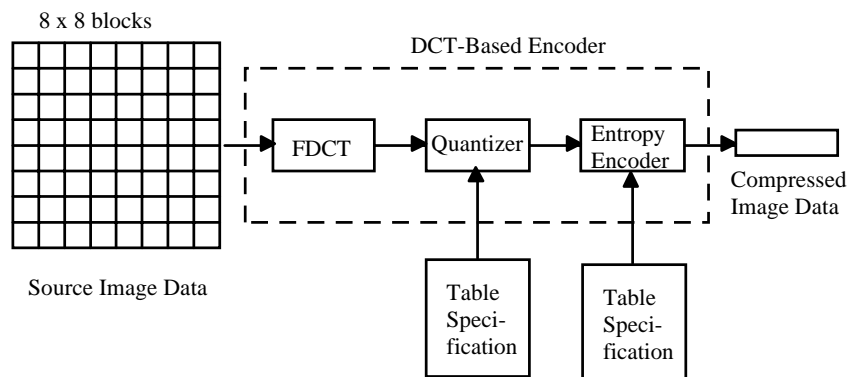 8 x 8 blocks
DCT-Based Encoder
FDCT
Quantizer
Entropy
Encoder
Compressed
Image Data
Source Image Data
Table
Speci-
fication
Table
Speci-
fication